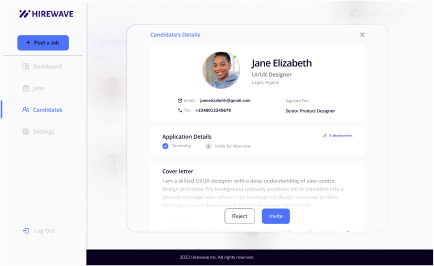 HIREWAVE
+ Post a Job
Dashboard
Jobs
Candidates
Settings
Log Out
Candidate's Details
Jane Elizabeth
UI/UX Designer
Lagos, Nigeria
Email: janeelizabeth@gmail.com
Tel: +2348012345678
Applied For:
Senior Product Designer
Application Details
3 attachments
Screening
Invite for Interview
Cover letter
I am a skilled UI/UX designer with a deep understanding of user-centric
design principles. My background uniquely positions me to transition into a
product manager role, where I can leverage my design expertise to drive
Reject
Invite
2023 Hirewave Inc. All rights reserved.